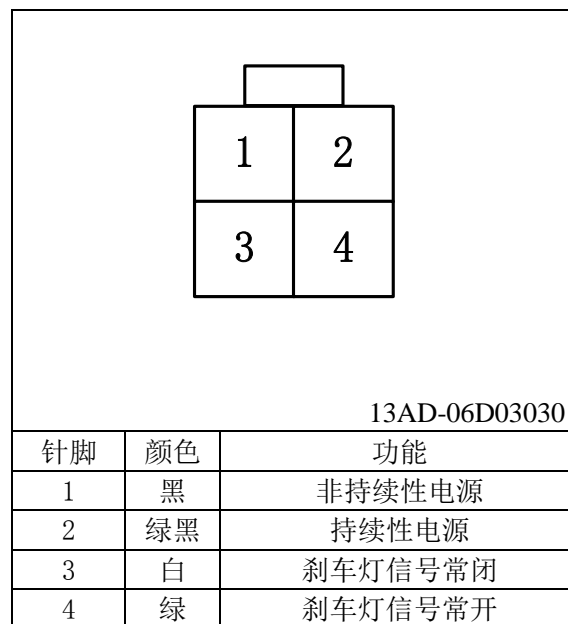 1 2
3 4
13AD-06D03030
针脚 颜色 功能
1 黑 非持续性电源
2 绿黑 持续性电源
3 白 刹车灯信号常闭
4 绿 刹车灯信号常开